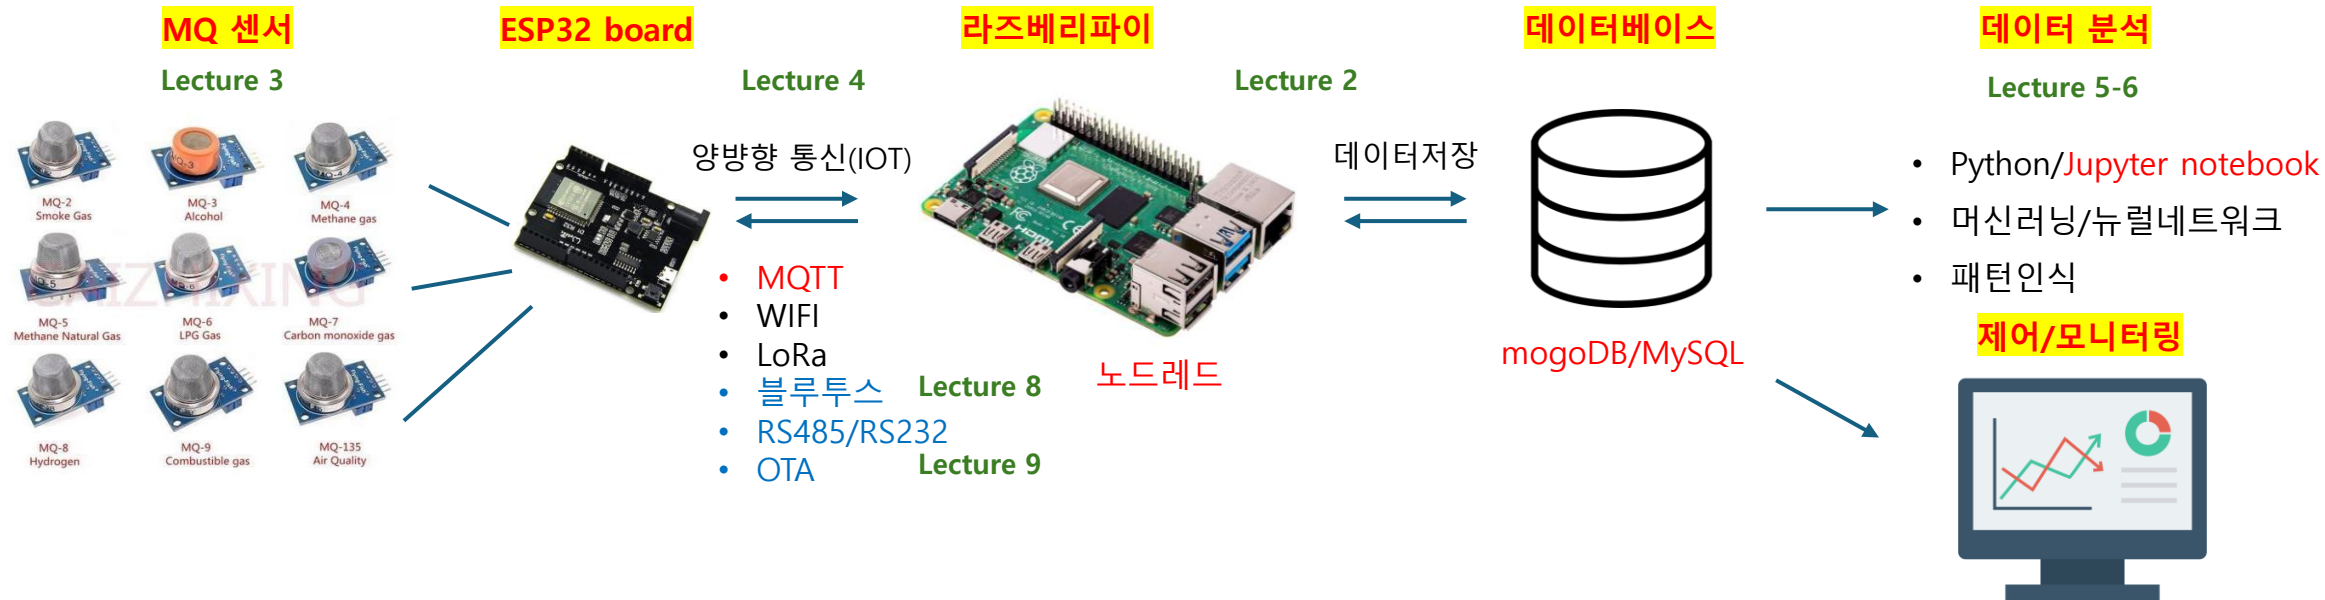 MQ 센서
ESP32 board
라즈베리파이
데이터베이스
데이터 분석
Lecture 3
Lecture 4
Lecture 2
Lecture 5-6
MQ-2
Smoke Gas
MQ-3
Alcohol
MQ-4
Methane gas
MQ-5
Methane Natural Gas
MQ-6
LPG Gas
MQ-7
Carbon monoxide gas
MQ-8
Hydrogen
MQ-9
Combustible gas
MQ-135
Air Quality
양뱡향 통신(IOT)
• MQTT
• WIFI
• LoRa
• 블루투스
Lecture 8
• RS485/RS232
• OTA
Lecture 9
노드레드
데이터저장
mogoDB/MySQL
• Python/Jupyter notebook
• 머신러닝/뉴럴네트워크
• 패턴인식
제어/모니터링